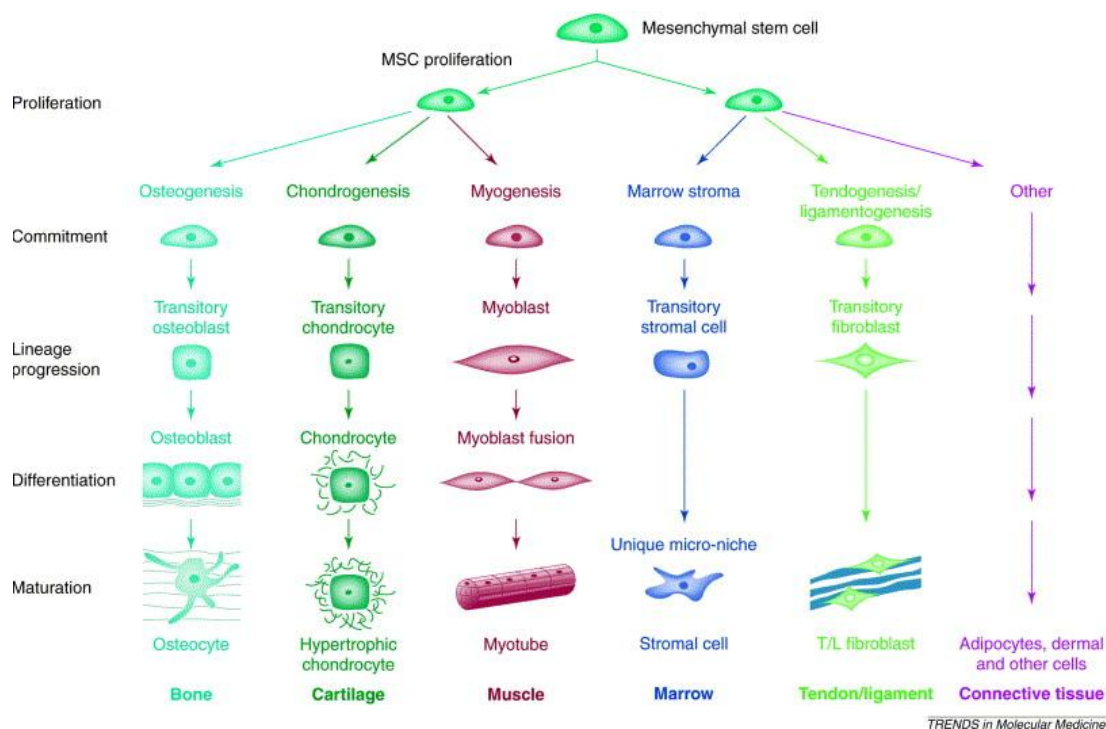 Mesenchymal stem cell
MSC proliferation
Proliferation
Osteogenesis
Chondrogenesis
Myogenesis
Marrow stroma
Tendogenesis/
ligamentogenesis
Other
Commitment
Transitory
osteoblast
Transitory
chondrocyte
Myoblast
Transitory
stromal cell
Transitory
fibroblast
Lineage
progression
Osteoblast
Chondrocyte
Myoblast fusion
Differentiation
Unique micro-niche
Maturation
Osteocyte
Hypertrophic
chondrocyte
Myotube
Stromal cell
T/L fibroblast
Adipocytes, dermal
and other cells
Bone
Cartilage
Muscle
Marrow
Tendon/ligament
Connective tissue
TRENDS in Molecular Medicine